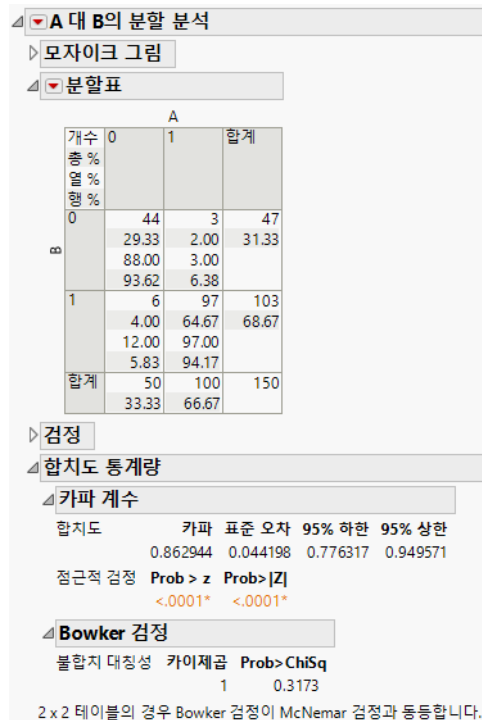 A 대 B의 분할 분석
모자이크 그림
분할표
A
개수 0 1 합계
총 %
열 %
행 %
B
0 44 3 47
29.33 2.00 31.33
88.00 3.00
93.62 6.38
1 6 97 103
4.00 64.67 68.67
12.00 97.00
5.83 94.17
합계 50 100 150
33.33 66.67
검정
합치도 통계량
카파 계수
합치도 카파 표준 오차 95% 하한 95% 상한
0.862944 0.044198 0.776317 0.949571
점근적 검정 Prob > z Prob>|Z|
<.0001* <.0001*
Bowker 검정
불합치 대칭성 카이제곱 Prob>ChiSq
1 0.3173
2 x 2 테이블의 경우 Bowker 검정이 McNemar 검정과 동등합니다.